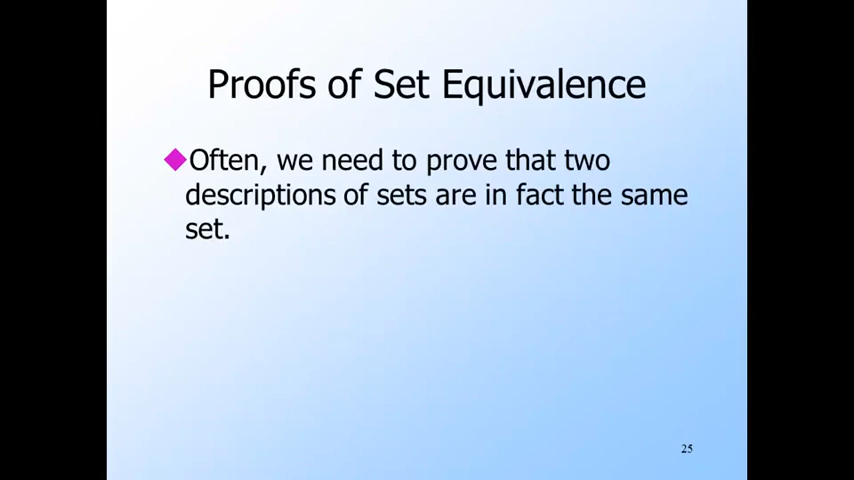 Proofs of Set Equivalence
Often, we need to prove that two
descriptions of sets are in fact the same
set.
25